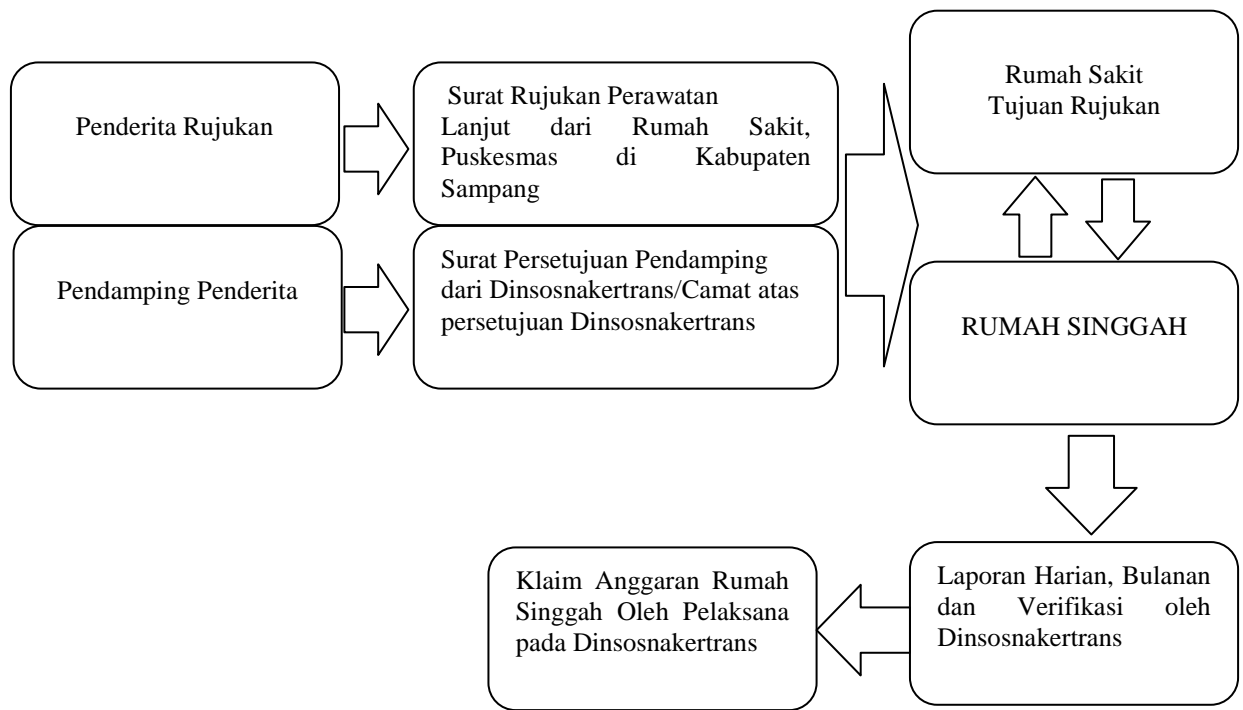 Penderita Rujukan
Surat Rujukan Perawatan
Lanjut dari Rumah Sakit,
Puskesmas di Kabupaten
Sampang
Rumah Sakit
Tujuan Rujukan
Pendamping Penderita
Surat Persetujuan Pendamping
dari Dinsosnakertrans/Camat atas
persetujuan Dinsosnakertrans
RUMAH SINGGAH
Laporan Harian, Bulanan
dan Verifikasi oleh
Dinsosnakertrans
Klaim Anggaran Rumah
Singgah Oleh Pelaksana
pada Dinsosnakertrans